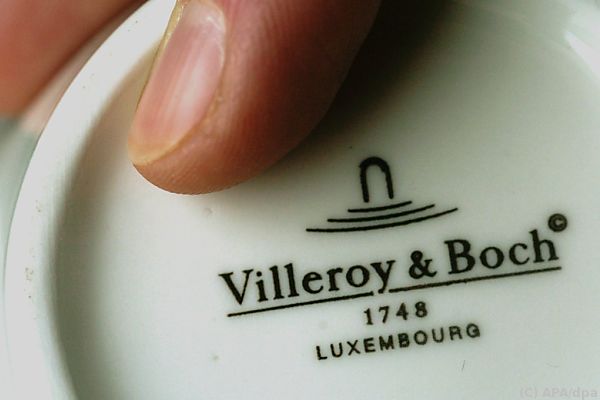 Villeroy & Boch©
1748
LUXEMBOURG
(C) APA/dpa